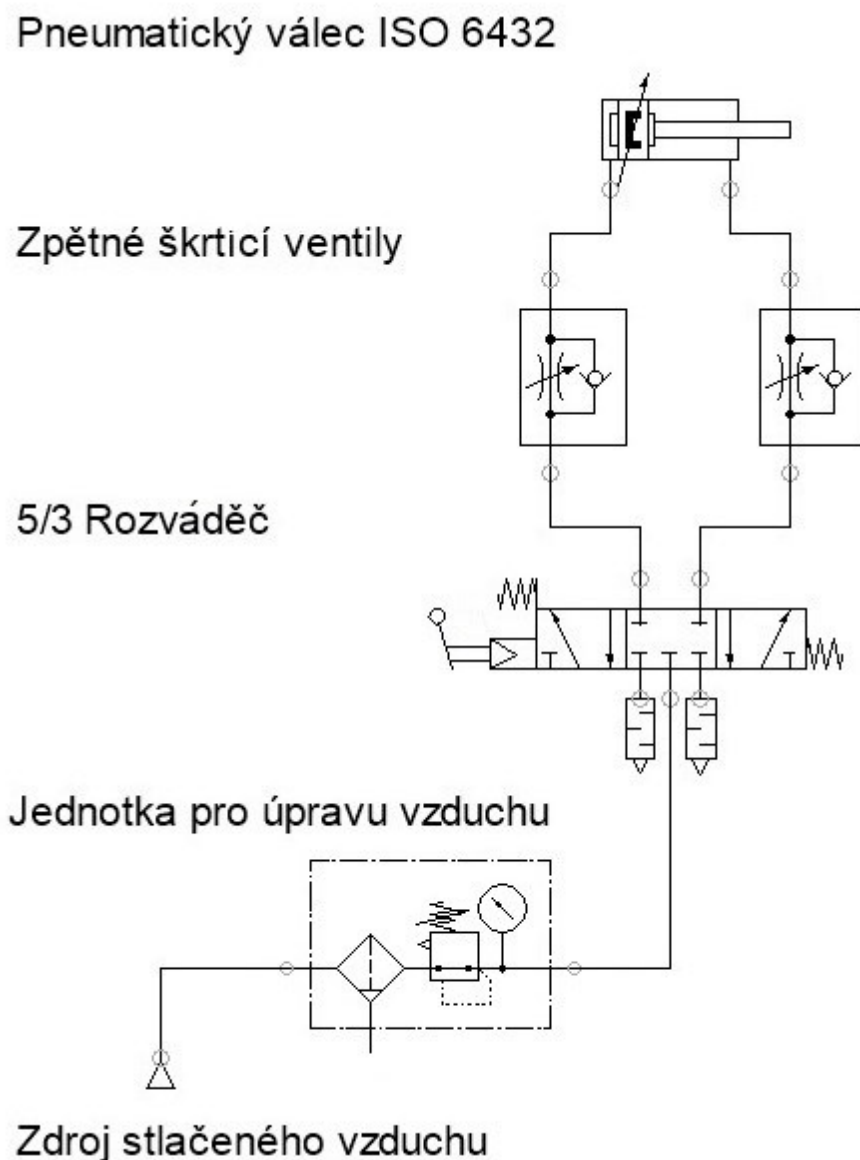 Pneumatický válec ISO 6432
Zpětné škrticí ventily
5/3 Rozváděč
Jednotka pro úpravu vzduchu
Zdroj stlačeného vzduchu